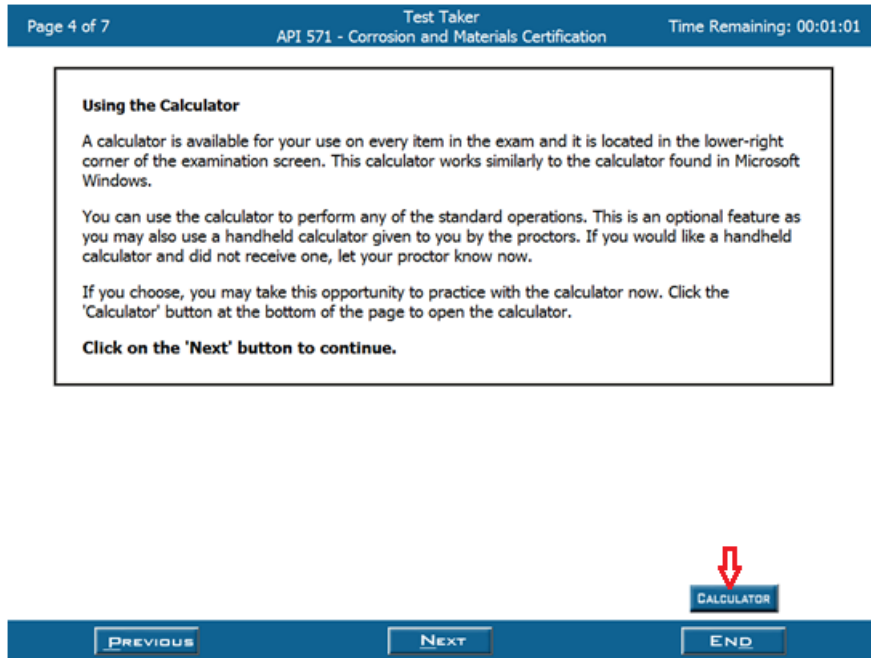 Page 4 of 7
Test Taker
API 571 - Corrosion and Materials Certification
Time Remaining: 00:01:01
Using the Calculator
A calculator is available for your use on every item in the exam and it is located in the lower-right
corner of the examination screen. This calculator works similarly to the calculator found in Microsoft
Windows.
You can use the calculator to perform any of the standard operations. This is an optional feature as
you may also use a handheld calculator given to you by the proctors. If you would like a handheld
calculator and did not receive one, let your proctor know now.
If you choose, you may take this opportunity to practice with the calculator now. Click the
'Calculator' button at the bottom of the page to open the calculator.
Click on the 'Next' button to continue.
CALCULATOR
PREVIOUS
NEXT
END